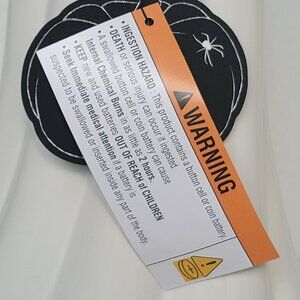 WARNING
• INGESTION HAZARD - This product contains a button cell or coin battery.
• DEATH or serious injury can occur if ingested.
• A swallowed button cell or coin battery can cause
Internal Chemical Burns in as little as 2 hours.
• KEEP new and used batteries OUT OF REACH of CHILDREN
• Seek immediate medical attention if a battery is
suspected to be swallowed or inserted inside any part of the body.